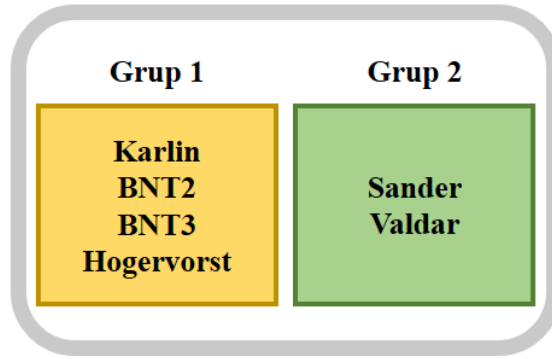 Grup 1
Karlin
BNT2
BNT3
Hogervorst
Grup 2
Sander
Valdar